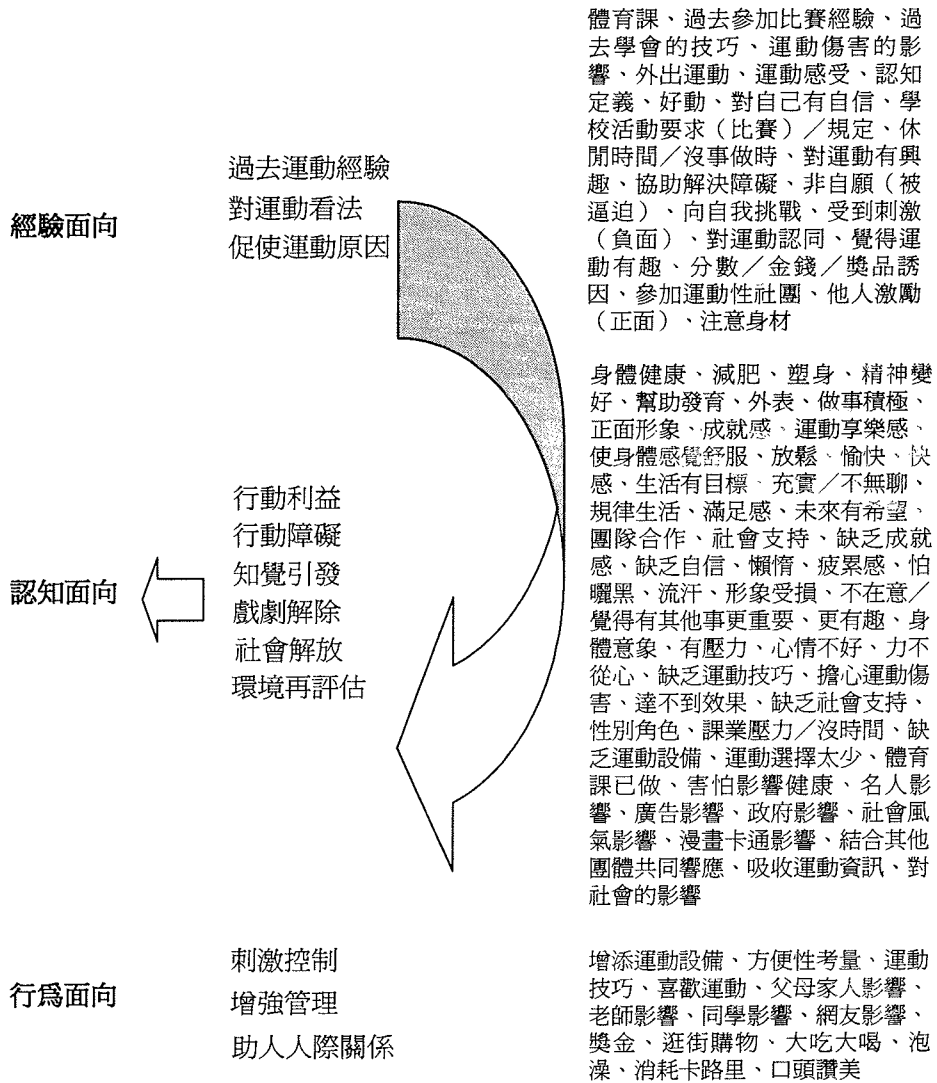 體育課、過去參加比賽經驗、過
去學會的技巧、運動傷害的影
響、外出運動、運動感受、認知
定義、好動、對自己有自信、學
校活動要求（比賽）／規定、休
閒時間／沒事做時、對運動有興
趣、協助解決障礙、非自願（被
逼迫）、向自我挑戰、受到刺激
（負面）、對運動認同、覺得運
動有趣、分數／金錢／獎品誘
因、參加運動性社團、他人激勵
（正面）、注意身材
過去運動經驗
對運動看法
促使運動原因
經驗面向
身體健康、減肥、塑身、精神變
好、幫助發育、外表、做事積極、
正面形象、成就感、運動享樂感、
使身體感覺舒服、放鬆、愉快、快
感、生活有目標、充實／不無聊、
規律生活、滿足感、未來有希望、
團隊合作、社會支持、缺乏成就
感、缺乏自信、懶惰、疲累感、怕
曬黑、流汗、形象受損、不在意／
覺得有其他事更重要、更有趣、身
體意象、有壓力、心情不好、力不
從心、缺乏運動技巧、擔心運動傷
害、達不到效果、缺乏社會支持、
性別角色、課業壓力／沒時間、缺
乏運動設備、運動選擇太少、體育
課已做、害怕影響健康、名人影
響、廣告影響、政府影響、社會風
氣影響、漫畫卡通影響、結合其他
團體共同響應、吸收運動資訊、對
社會的影響
行動利益
行動障礙
知覺引發
戲劇解除
社會解放
環境再評估
認知面向
刺激控制
增強管理
助人人際關係
行爲面向
增添運動設備、方便性考量、運動
技巧、喜歡運動、父母家人影響、
老師影響、同學影響、網友影響、
獎金、逛街購物、大吃大喝、泡
澡、消耗卡路里、口頭讚美